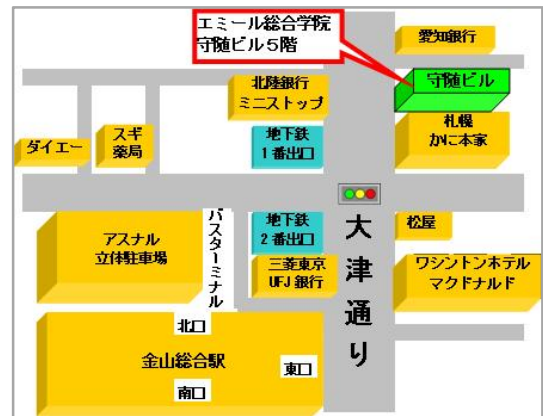 エミール総合学院
守随ビル5階
愛知銀行
守随ビル
北陸銀行
ミニストップ
札幌
かに本家
ダイエー
スギ
薬局
地下鉄
1番出口
アスナル
立体駐車場
バスターミナル
地下鉄
2番出口
大津通り
松屋
三菱東京
UFJ銀行
ワシントンホテル
マクドナルド
北口
金山総合駅
東口
南口